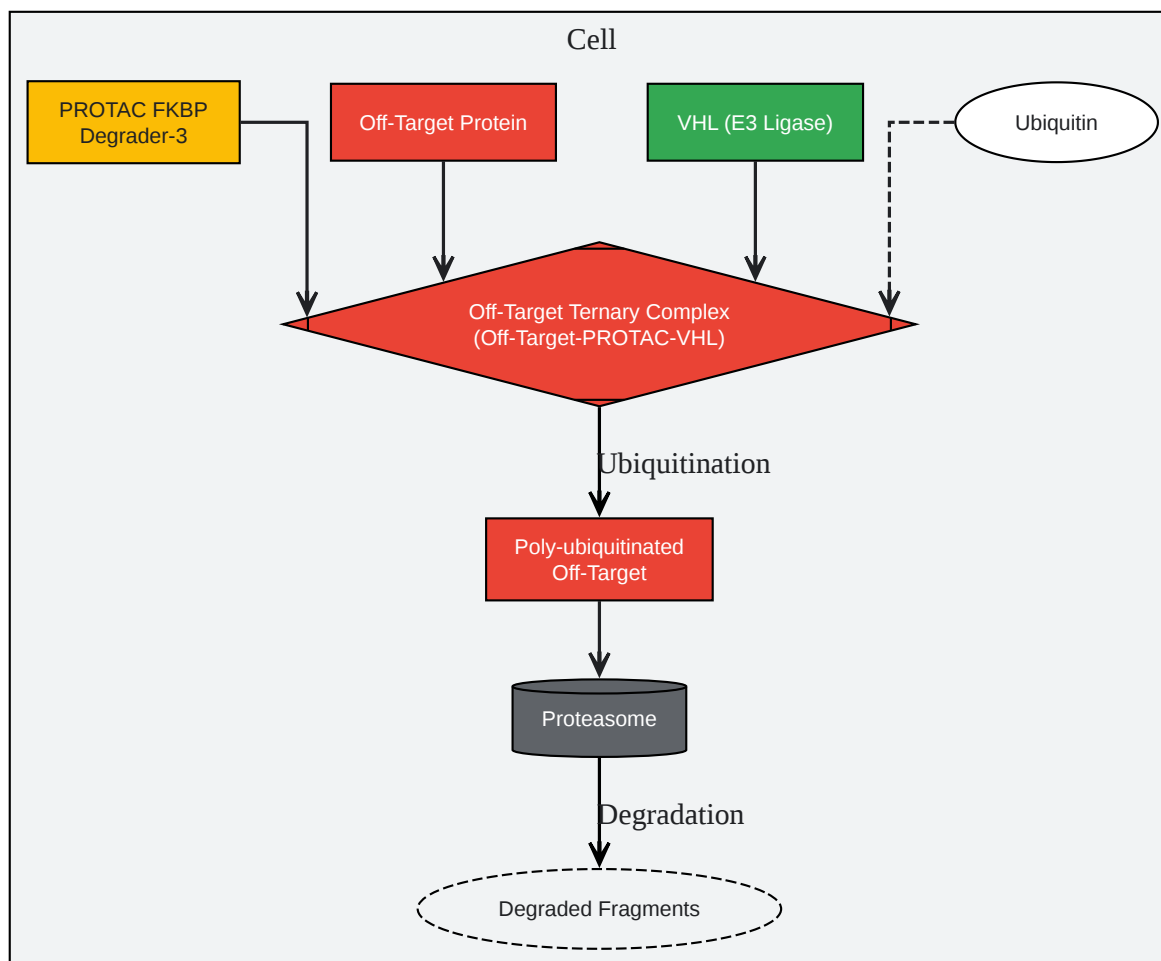 Cell
PROTAC FKBP
Degrader-3
Off-Target Protein
VHL (E3 Ligase)
Ubiquitin
Off-Target Ternary Complex
(Off-Target-PROTAC-VHL)
Ubiquitination
Poly-ubiquitinated
Off-Target
Proteasome
Degradation
Degraded Fragments